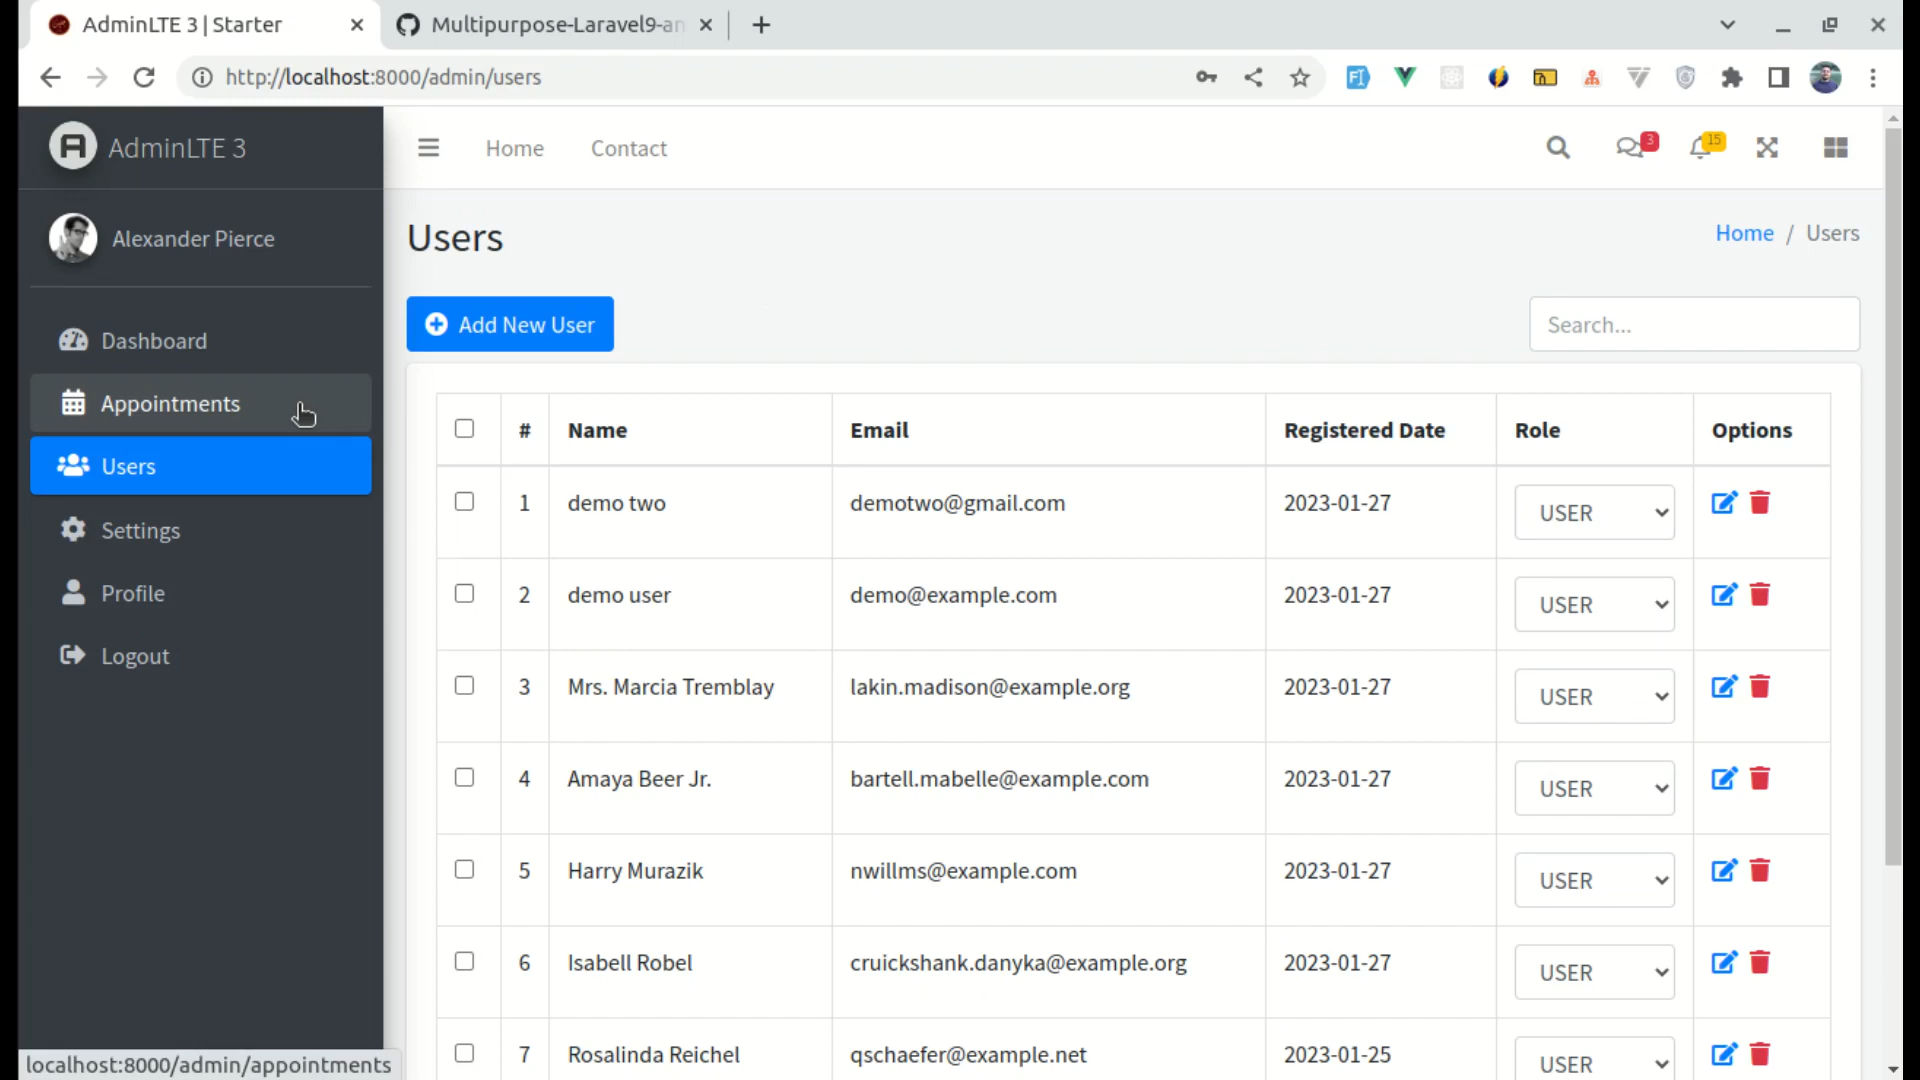 AdminLTE 3 | Starter
Multipurpose-Laravel9-an
http://localhost:8000/admin/users
AdminLTE 3
Home Contact
3
15
Alexander Pierce
Users
Home / Users
Add New User
Search...
Dashboard
Appointments
Users
Settings
Profile
Logout
# Name Email Registered Date Role Options
1 demo two demotwo@gmail.com 2023-01-27 USER
2 demo user demo@example.com 2023-01-27 USER
3 Mrs. Marcia Tremblay lakin.madison@example.org 2023-01-27 USER
4 Amaya Beer Jr. bartell.mabelle@example.com 2023-01-27 USER
5 Harry Murazik nwillms@example.com 2023-01-27 USER
6 Isabell Robel cruickshank.danyka@example.org 2023-01-27 USER
7 Rosalinda Reichel qschaefer@example.net 2023-01-25 USER
localhost:8000/admin/appointments